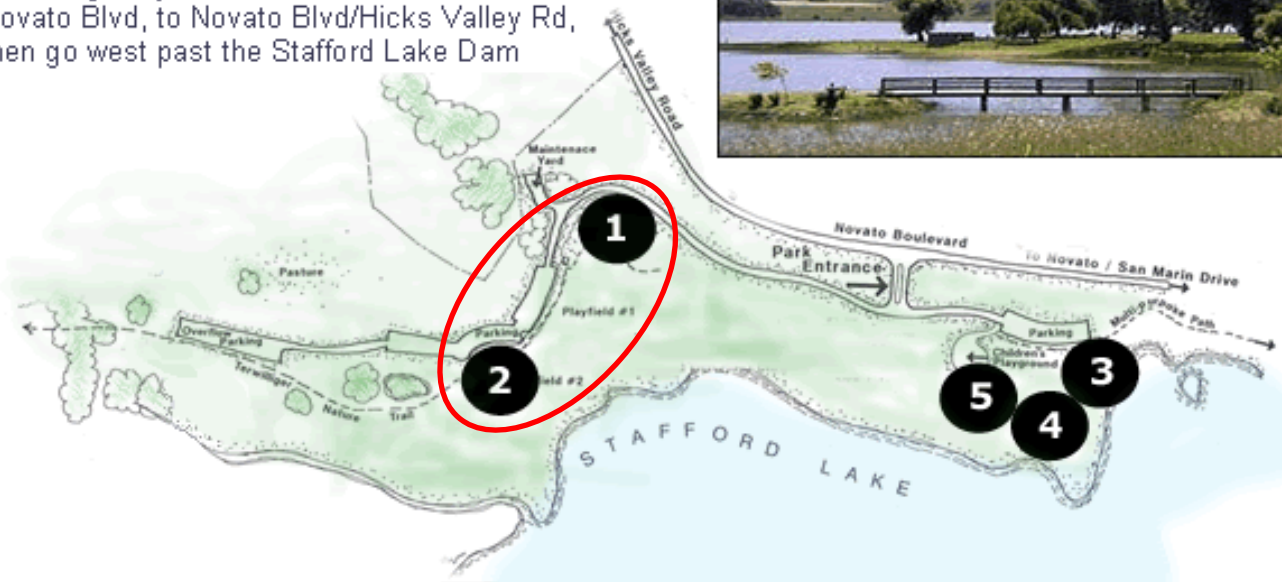 ovato Blvd, to Novato Blvd/Hicks Valley Rd,
en go west past the Stafford Lake Dam
Hicks Valley Road
Maintenace
Yard
1
Novato Boulevard
to Novato / San Marin Drive
Park
Entrance
Pasture
Playfield #1
Parking
Overflow
Parking
Multi-Purpose Path
Parking
Children's
Playground
3
2
ield #2
5
4
Terwilliger
Nature
Trail
STAFFORD LAKE